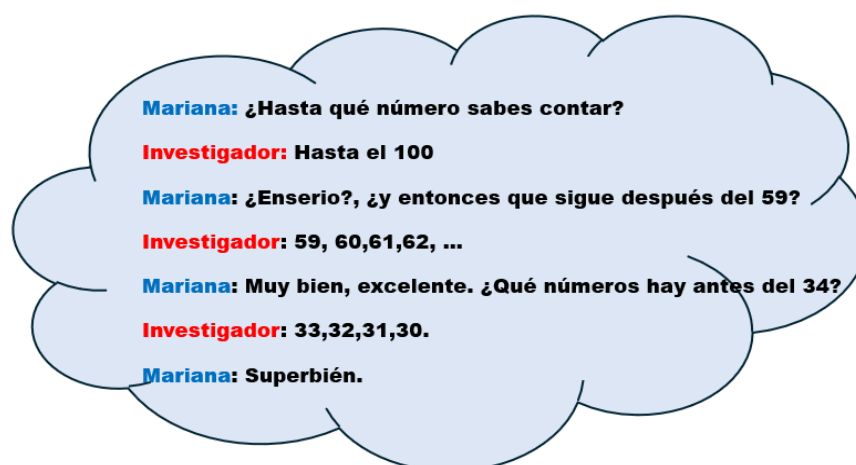 Mariana: ¿Hasta qué número sabes contar?
Investigador: Hasta el 100
Mariana: ¿Enserio?, ¿y entonces que sigue después del 59?
Investigador: 59, 60,61,62, ...
Mariana: Muy bien, excelente. ¿Qué números hay antes del 34?
Investigador: 33,32,31,30.
Mariana: Superbién.